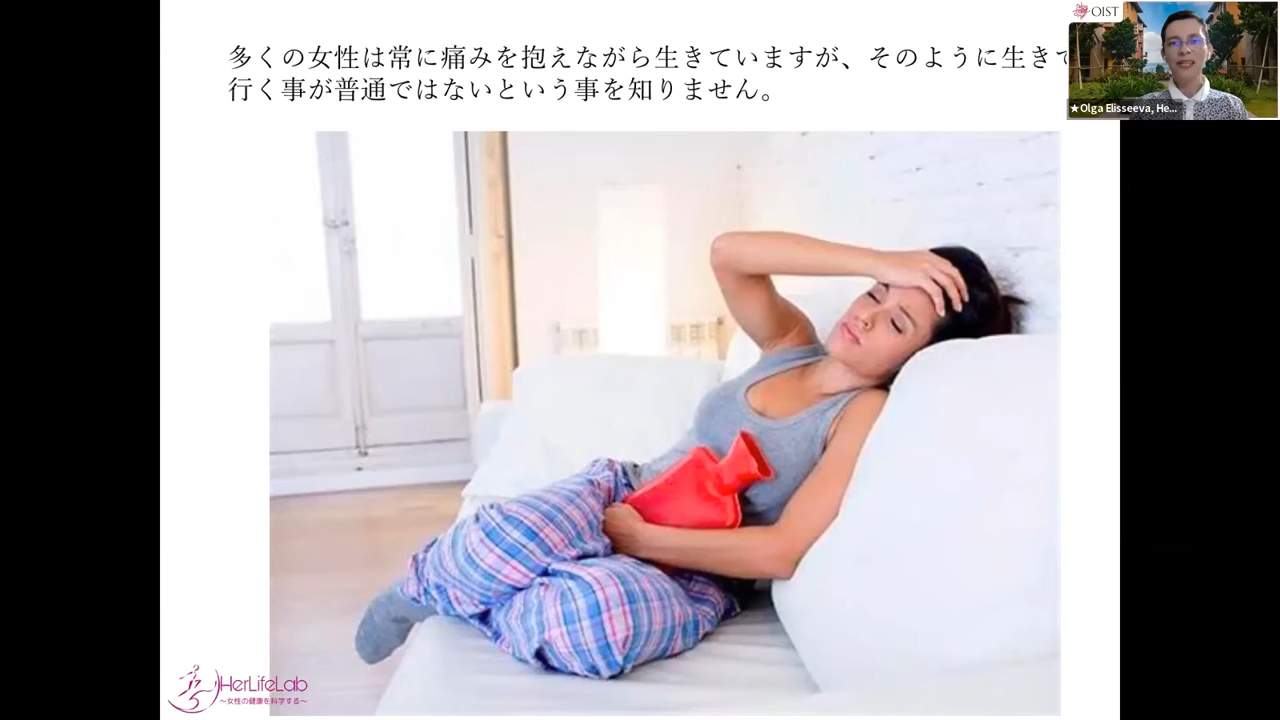 多くの女性は常に痛みを抱えながら生きていますが、そのように生きて
行く事が普通ではないという事を知りません。
OIST
★Olga Elisseeva, He...
HerLifeLab
～女性の健康を科学する～